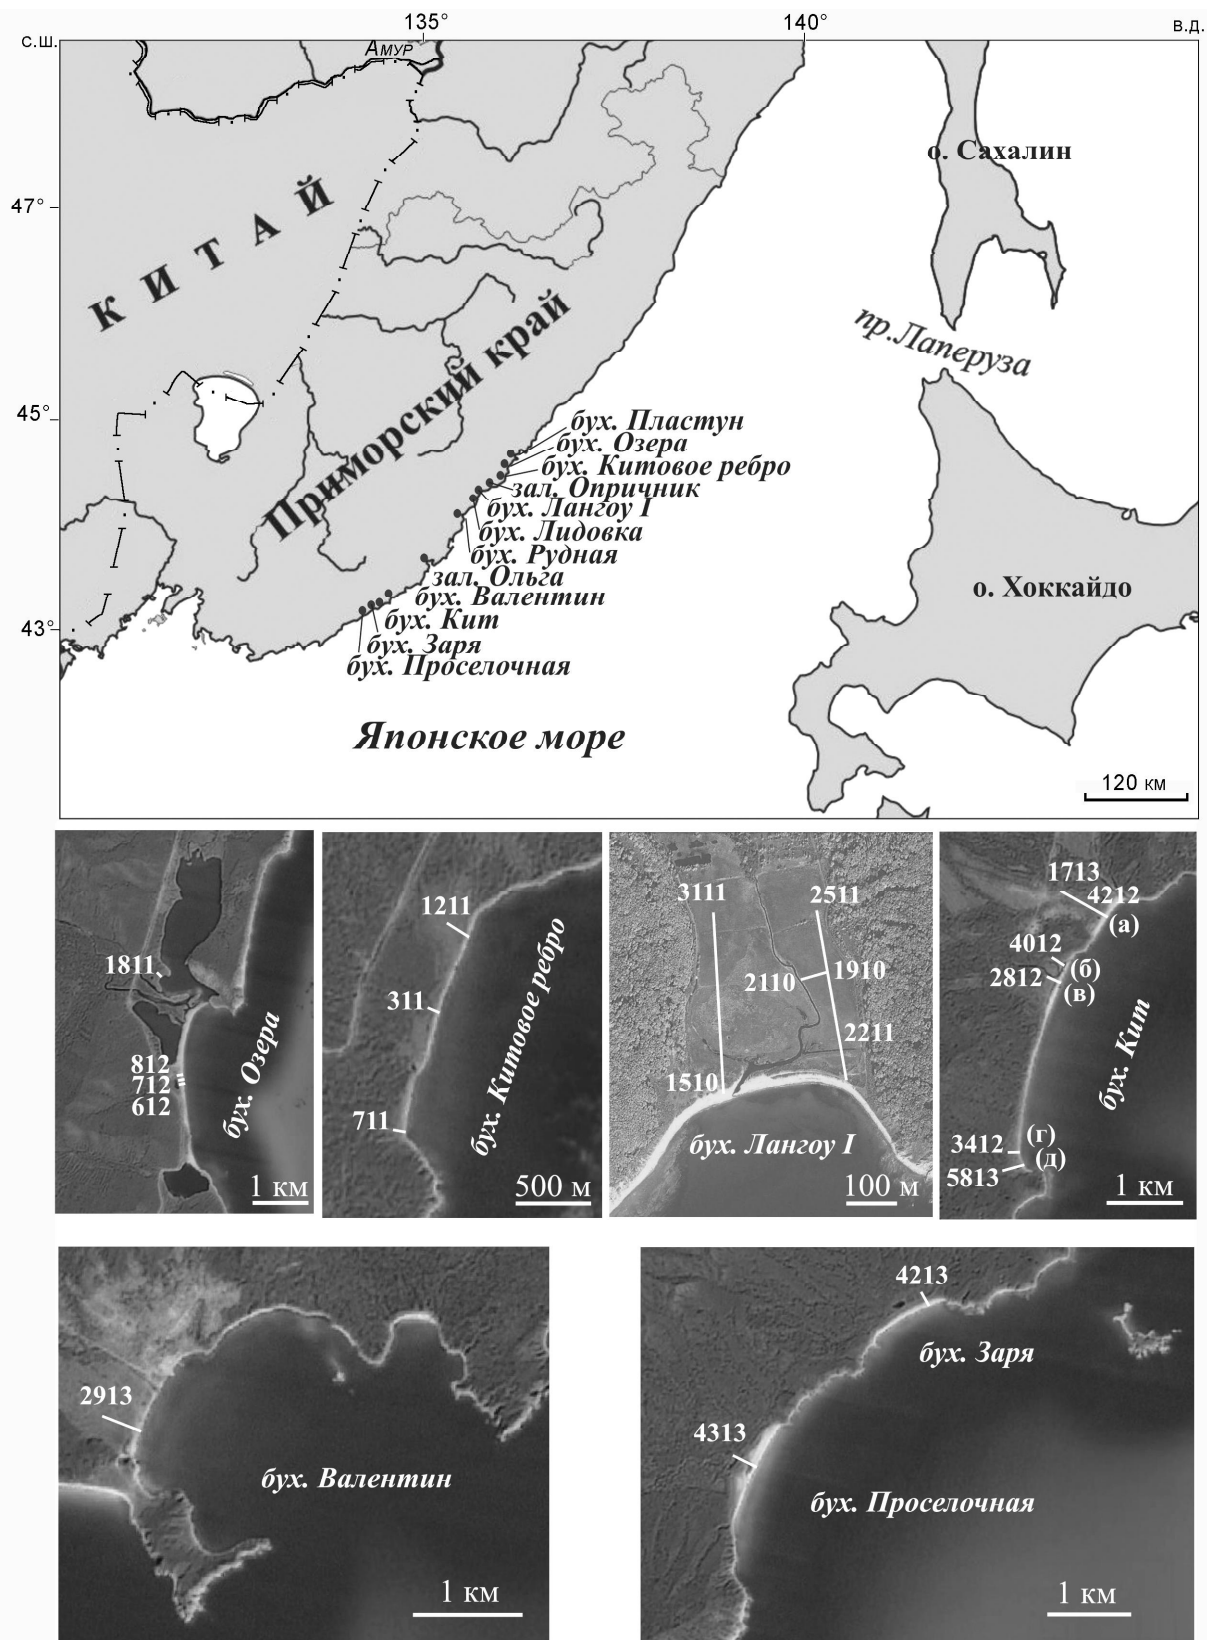 135°
140°
с.ш.
в.д.
Амур
о. Сахалин
47°
КИТАЙ
пр.Лаперуза
Приморский край
45°
бух. Пластун
бух. Озера
бух. Китовое ребро
зал. Опричник
бух. Лангоу I
бух. Лидовка
бух. Рудная
зал. Ольга
бух. Валентин
бух. Кит
бух. Заря
бух. Проселочная
о. Хоккайдо
43°
Японское море
120 км
1811
812
712
612
бух. Озера
1 км
1211
311
711
бух. Китовое ребро
500 м
3111
2511
2110
1910
2211
1510
бух. Лангоу I
100 м
1713
4212
(а)
4012
(б)
2812
(в)
бух. Кит
3412
(г)
5813
(д)
1 км
2913
бух. Валентин
1 км
4213
бух. Заря
4313
бух. Проселочная
1 км